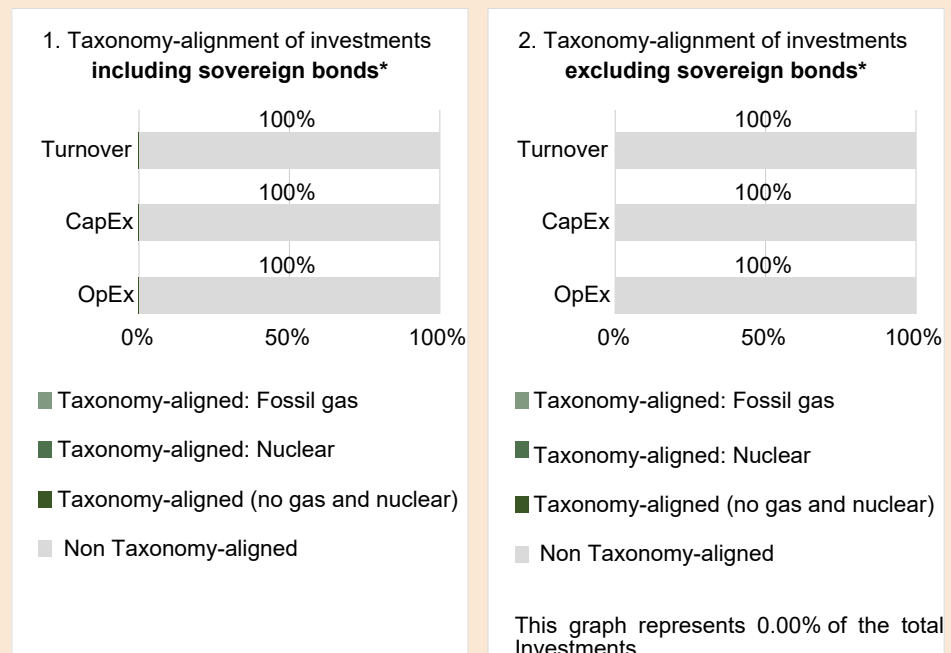 1. Taxonomy-alignment of investments
including sovereign bonds*
100%
Turnover
100%
CapEx
100%
OpEx
0% 50% 100%
Taxonomy-aligned: Fossil gas
Taxonomy-aligned: Nuclear
Taxonomy-aligned (no gas and nuclear)
Non Taxonomy-aligned
2. Taxonomy-alignment of investments
excluding sovereign bonds*
100%
Turnover
100%
CapEx
100%
OpEx
0% 50% 100%
Taxonomy-aligned: Fossil gas
Taxonomy-aligned: Nuclear
Taxonomy-aligned (no gas and nuclear)
Non Taxonomy-aligned
This graph represents 0.00% of the total
Investments